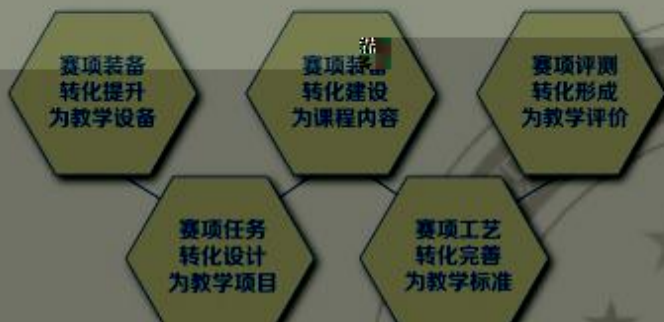 赛项装备
转化提升
为教学设备
赛项装备
转化建设
为课程内容
赛项评测
转化形成
为教学评价
赛项任务
转化设计
为教学项目
赛项工艺
转化完善
为教学标准